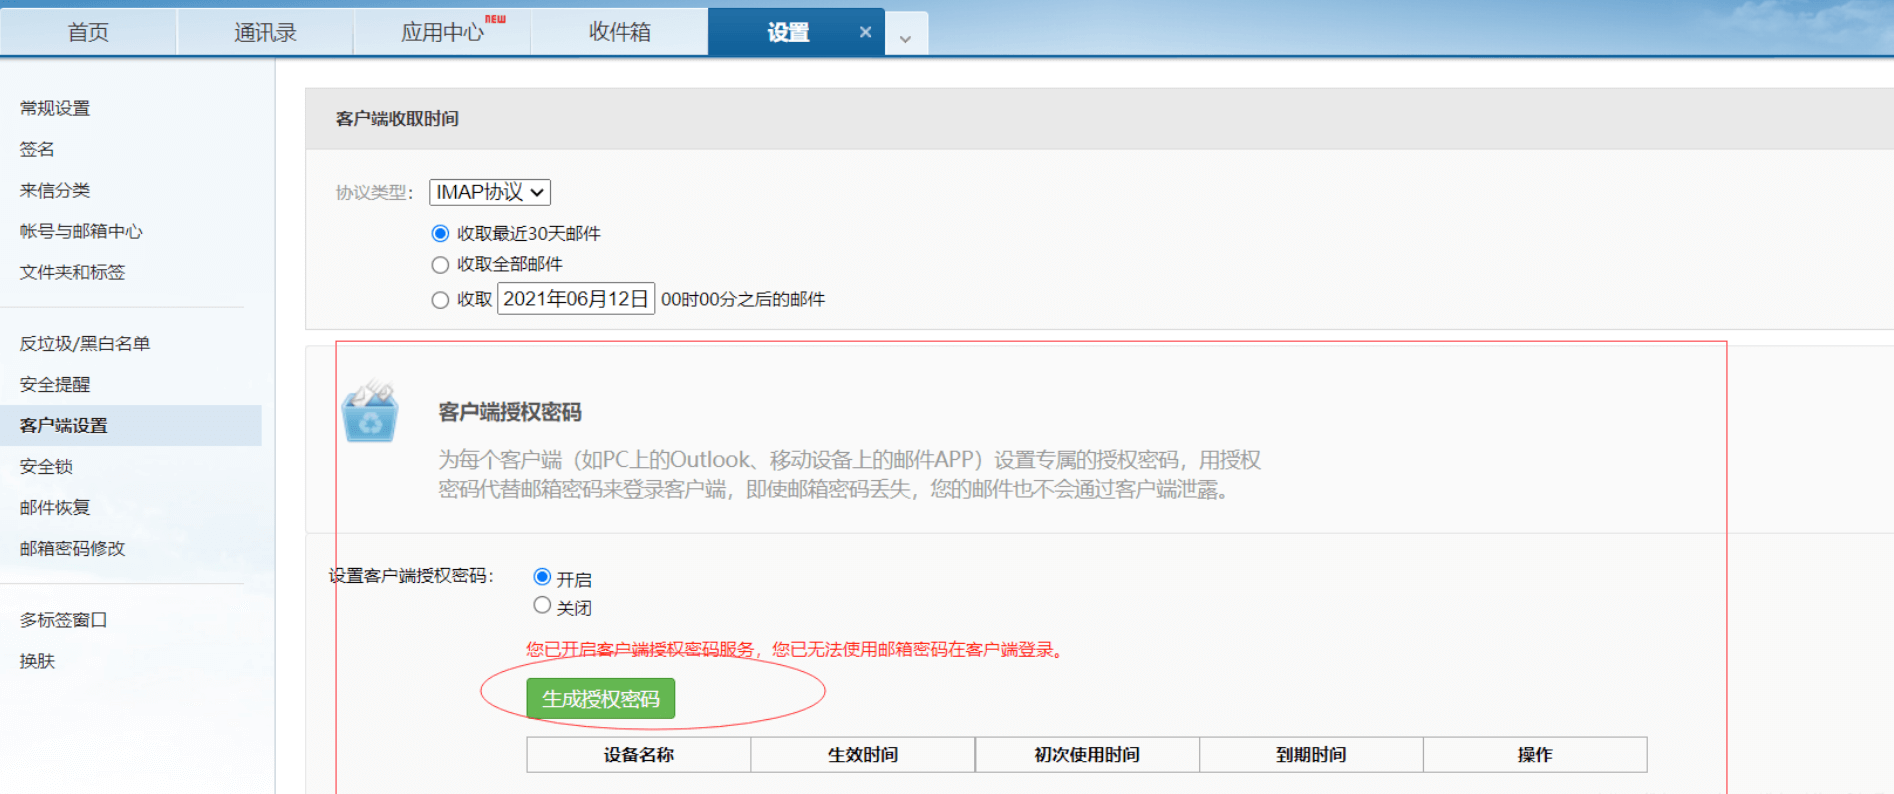 首页 通讯录 应用中心 NEW 收件箱 设置 ×
常规设置
签名
来信分类
帐号与邮箱中心
文件夹和标签
反垃圾/黑白名单
安全提醒
客户端设置
安全锁
邮件恢复
邮箱密码修改
多标签窗口
换肤
客户端收取时间
协议类型： IMAP协议
收取最近30天邮件
收取全部邮件
收取 2021年06月12日 00时00分之后的邮件
客户端授权密码
为每个客户端（如PC上的Outlook、移动设备上的邮件APP）设置专属的授权密码，用授权
密码代替邮箱密码来登录客户端，即使邮箱密码丢失，您的邮件也不会通过客户端泄露。
设置客户端授权密码： 开启
关闭
您已开启客户端授权密码服务，您已无法使用邮箱密码在客户端登录。
生成授权密码
设备名称 生效时间 初次使用时间 到期时间 操作